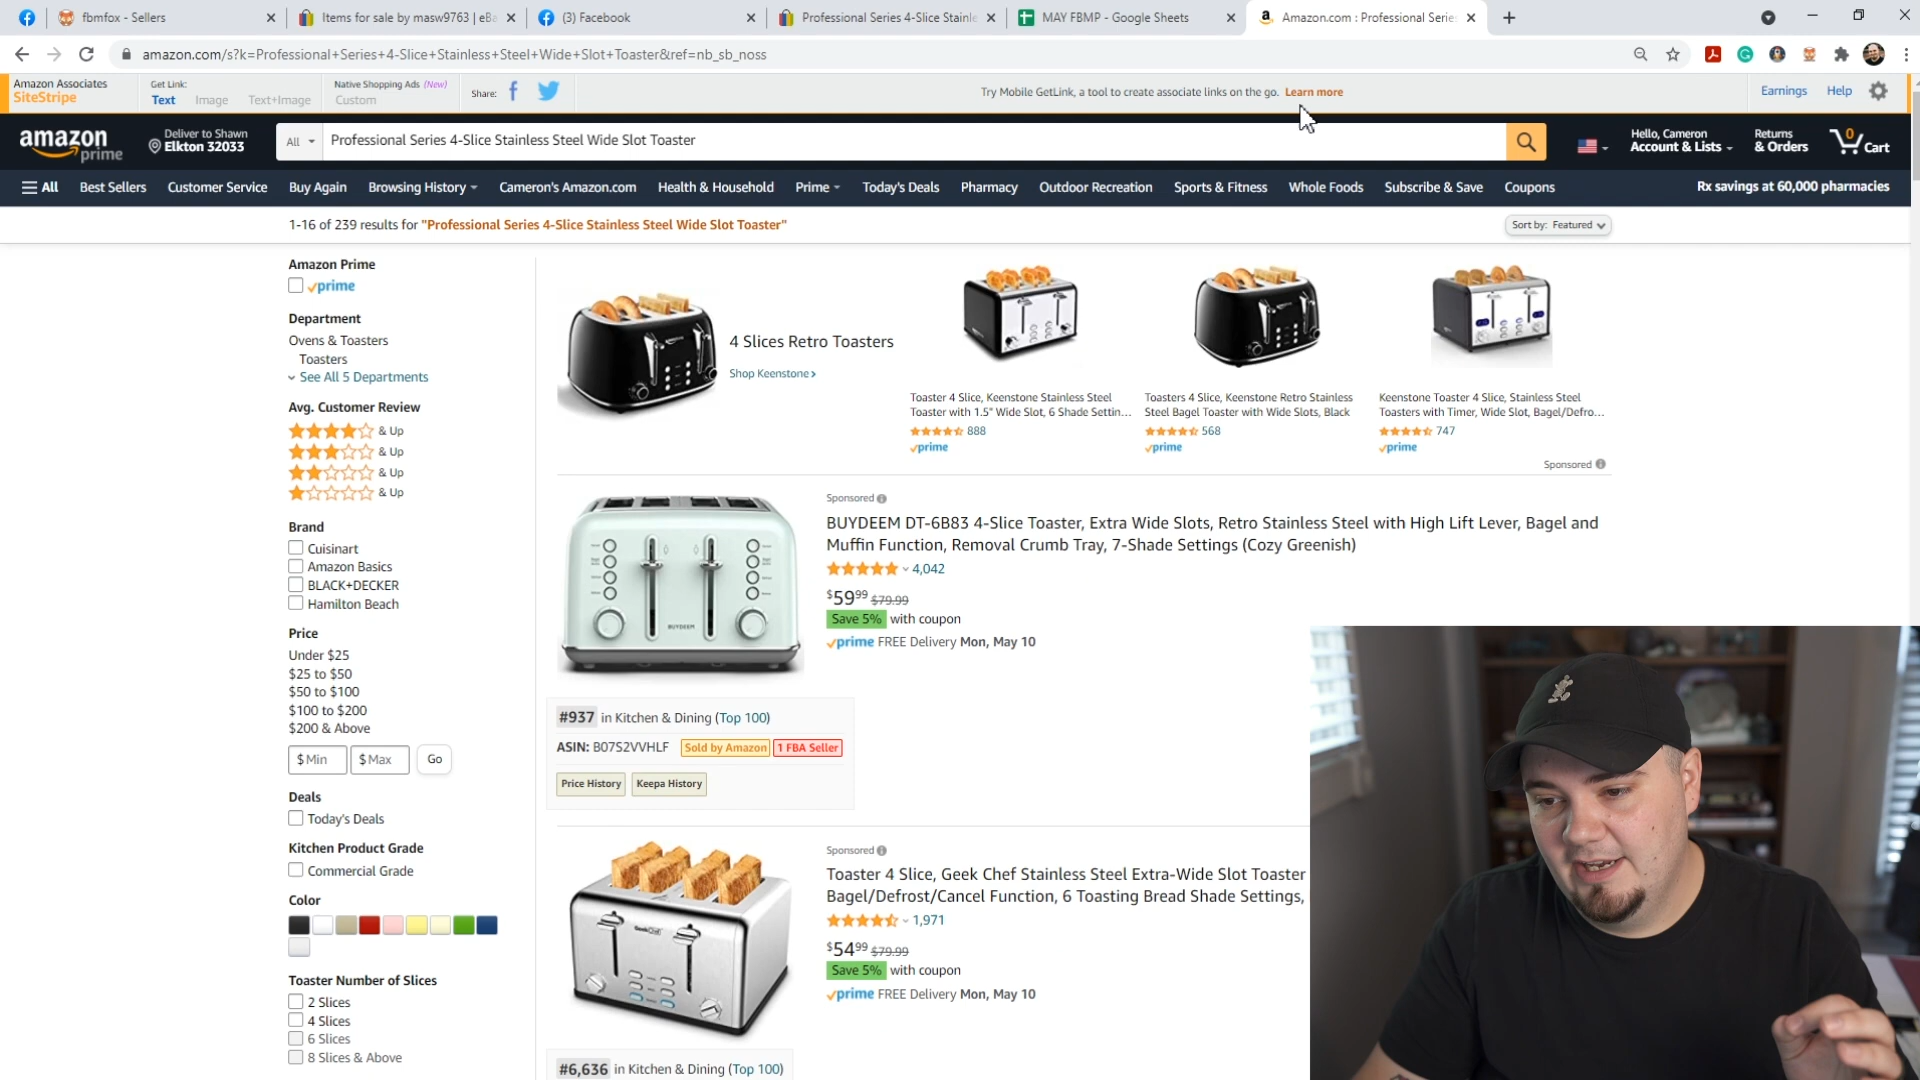 fbmfox - Sellers
Items for sale by masw9763 | eBa
(3) Facebook
Professional Series 4-Slice Stainle
MAY FBMP - Google Sheets
Amazon.com : Professional Serie
amazon.com/s?k=Professional+Series+4-Slice+Stainless+Steel+Wide+Slot+Toaster&ref=nb_sb_noss
Amazon Associates
SiteStripe
Get Link:
Text Image Text+Image
Native Shopping Ads (New)
Custom
Share:
Try Mobile GetLink, a tool to create associate links on the go. Learn more
Earnings Help
amazon
prime
Deliver to Shawn
Elkton 32033
All
Professional Series 4-Slice Stainless Steel Wide Slot Toaster
Hello, Cameron
Account & Lists
Returns
& Orders
0
Cart
All Best Sellers Customer Service Buy Again Browsing History Cameron's Amazon.com Health & Household Prime Today's Deals Pharmacy Outdoor Recreation Sports & Fitness Whole Foods Subscribe & Save Coupons
Rx savings at 60,000 pharmacies
1-16 of 239 results for "Professional Series 4-Slice Stainless Steel Wide Slot Toaster"
Sort by: Featured
Amazon Prime
prime
Department
Ovens & Toasters
Toasters
See All 5 Departments
Avg. Customer Review
& Up
& Up
& Up
& Up
Brand
Cuisinart
Amazon Basics
BLACK+DECKER
Hamilton Beach
Price
Under $25
$25 to $50
$50 to $100
$100 to $200
$200 & Above
$ Min $ Max Go
Deals
Today's Deals
Kitchen Product Grade
Commercial Grade
Color
Toaster Number of Slices
2 Slices
4 Slices
6 Slices
8 Slices & Above
4 Slices Retro Toasters
Shop Keenstone ›
Toaster 4 Slice, Keenstone Stainless Steel
Toaster with 1.5" Wide Slot, 6 Shade Settin...
888
prime
Toasters 4 Slice, Keenstone Retro Stainless
Steel Bagel Toaster with Wide Slots, Black
568
prime
Keenstone Toaster 4 Slice, Stainless Steel
Toasters with Timer, Wide Slot, Bagel/Defro...
747
prime
Sponsored
Sponsored
BUYDEEM DT-6B83 4-Slice Toaster, Extra Wide Slots, Retro Stainless Steel with High Lift Lever, Bagel and
Muffin Function, Removal Crumb Tray, 7-Shade Settings (Cozy Greenish)
4,042
$59⁹⁹ $79.99
Save 5% with coupon
prime FREE Delivery Mon, May 10
BUYDEEM
#937 in Kitchen & Dining (Top 100)
ASIN: B07S2VVHLF Sold by Amazon 1 FBA Seller
Price History Keepa History
Sponsored
Toaster 4 Slice, Geek Chef Stainless Steel Extra-Wide Slot Toaster
Bagel/Defrost/Cancel Function, 6 Toasting Bread Shade Settings,
1,971
$54⁹⁹ $79.99
Save 5% with coupon
prime FREE Delivery Mon, May 10
GeekChef
#6,636 in Kitchen & Dining (Top 100)